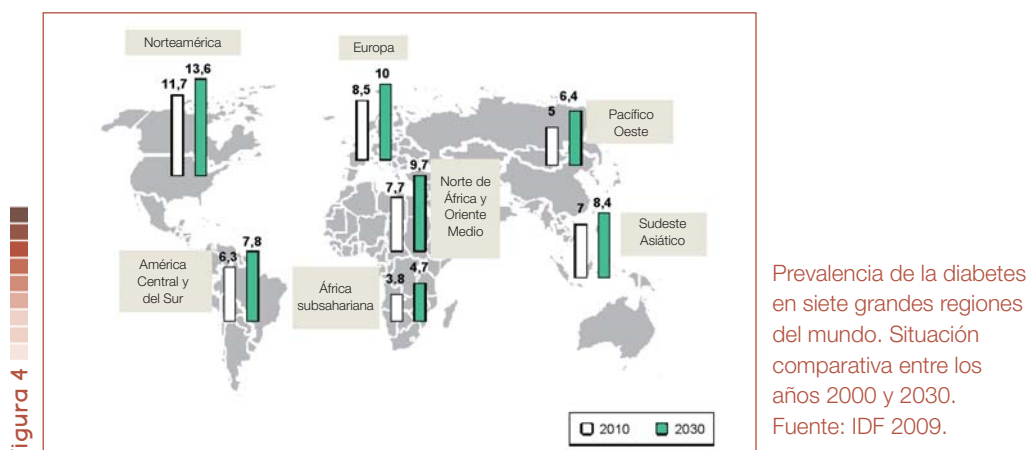 Norteamérica
11,7
13,6
Europa
8,5
10
Pacífico
Oeste
5
6,4
Norte de
África y
Oriente
Medio
7,7
9,7
Sudeste
Asiático
7
8,4
América
Central y
del Sur
6,3
7,8
África
subsahariana
3,8
4,7
2010
2030
igura 4
Prevalencia de la diabetes
en siete grandes regiones
del mundo. Situación
comparativa entre los
años 2000 y 2030.
Fuente: IDF 2009.